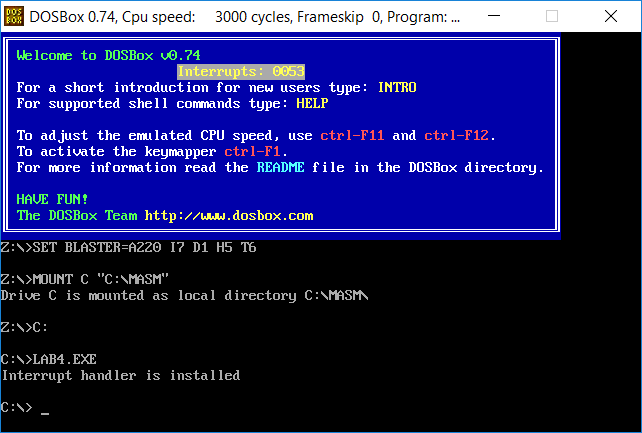 DOS BOX DOSBox 0.74, Cpu speed: 3000 cycles, Frameskip 0, Program: ...
Welcome to DOSBox v0.74
Interrupts: 0053
For a short introduction for new users type: INTRO
For supported shell commands type: HELP
To adjust the emulated CPU speed, use ctrl-F11 and ctrl-F12.
To activate the keymapper ctrl-F1.
For more information read the README file in the DOSBox directory.
HAVE FUN!
The DOSBox Team http://www.dosbox.com
Z:\>SET BLASTER=A220 I7 D1 H5 T6
Z:\>MOUNT C "C:\MASM"
Drive C is mounted as local directory C:\MASM\
Z:\>C:
C:\>LAB4.EXE
Interrupt handler is installed
C:\> _